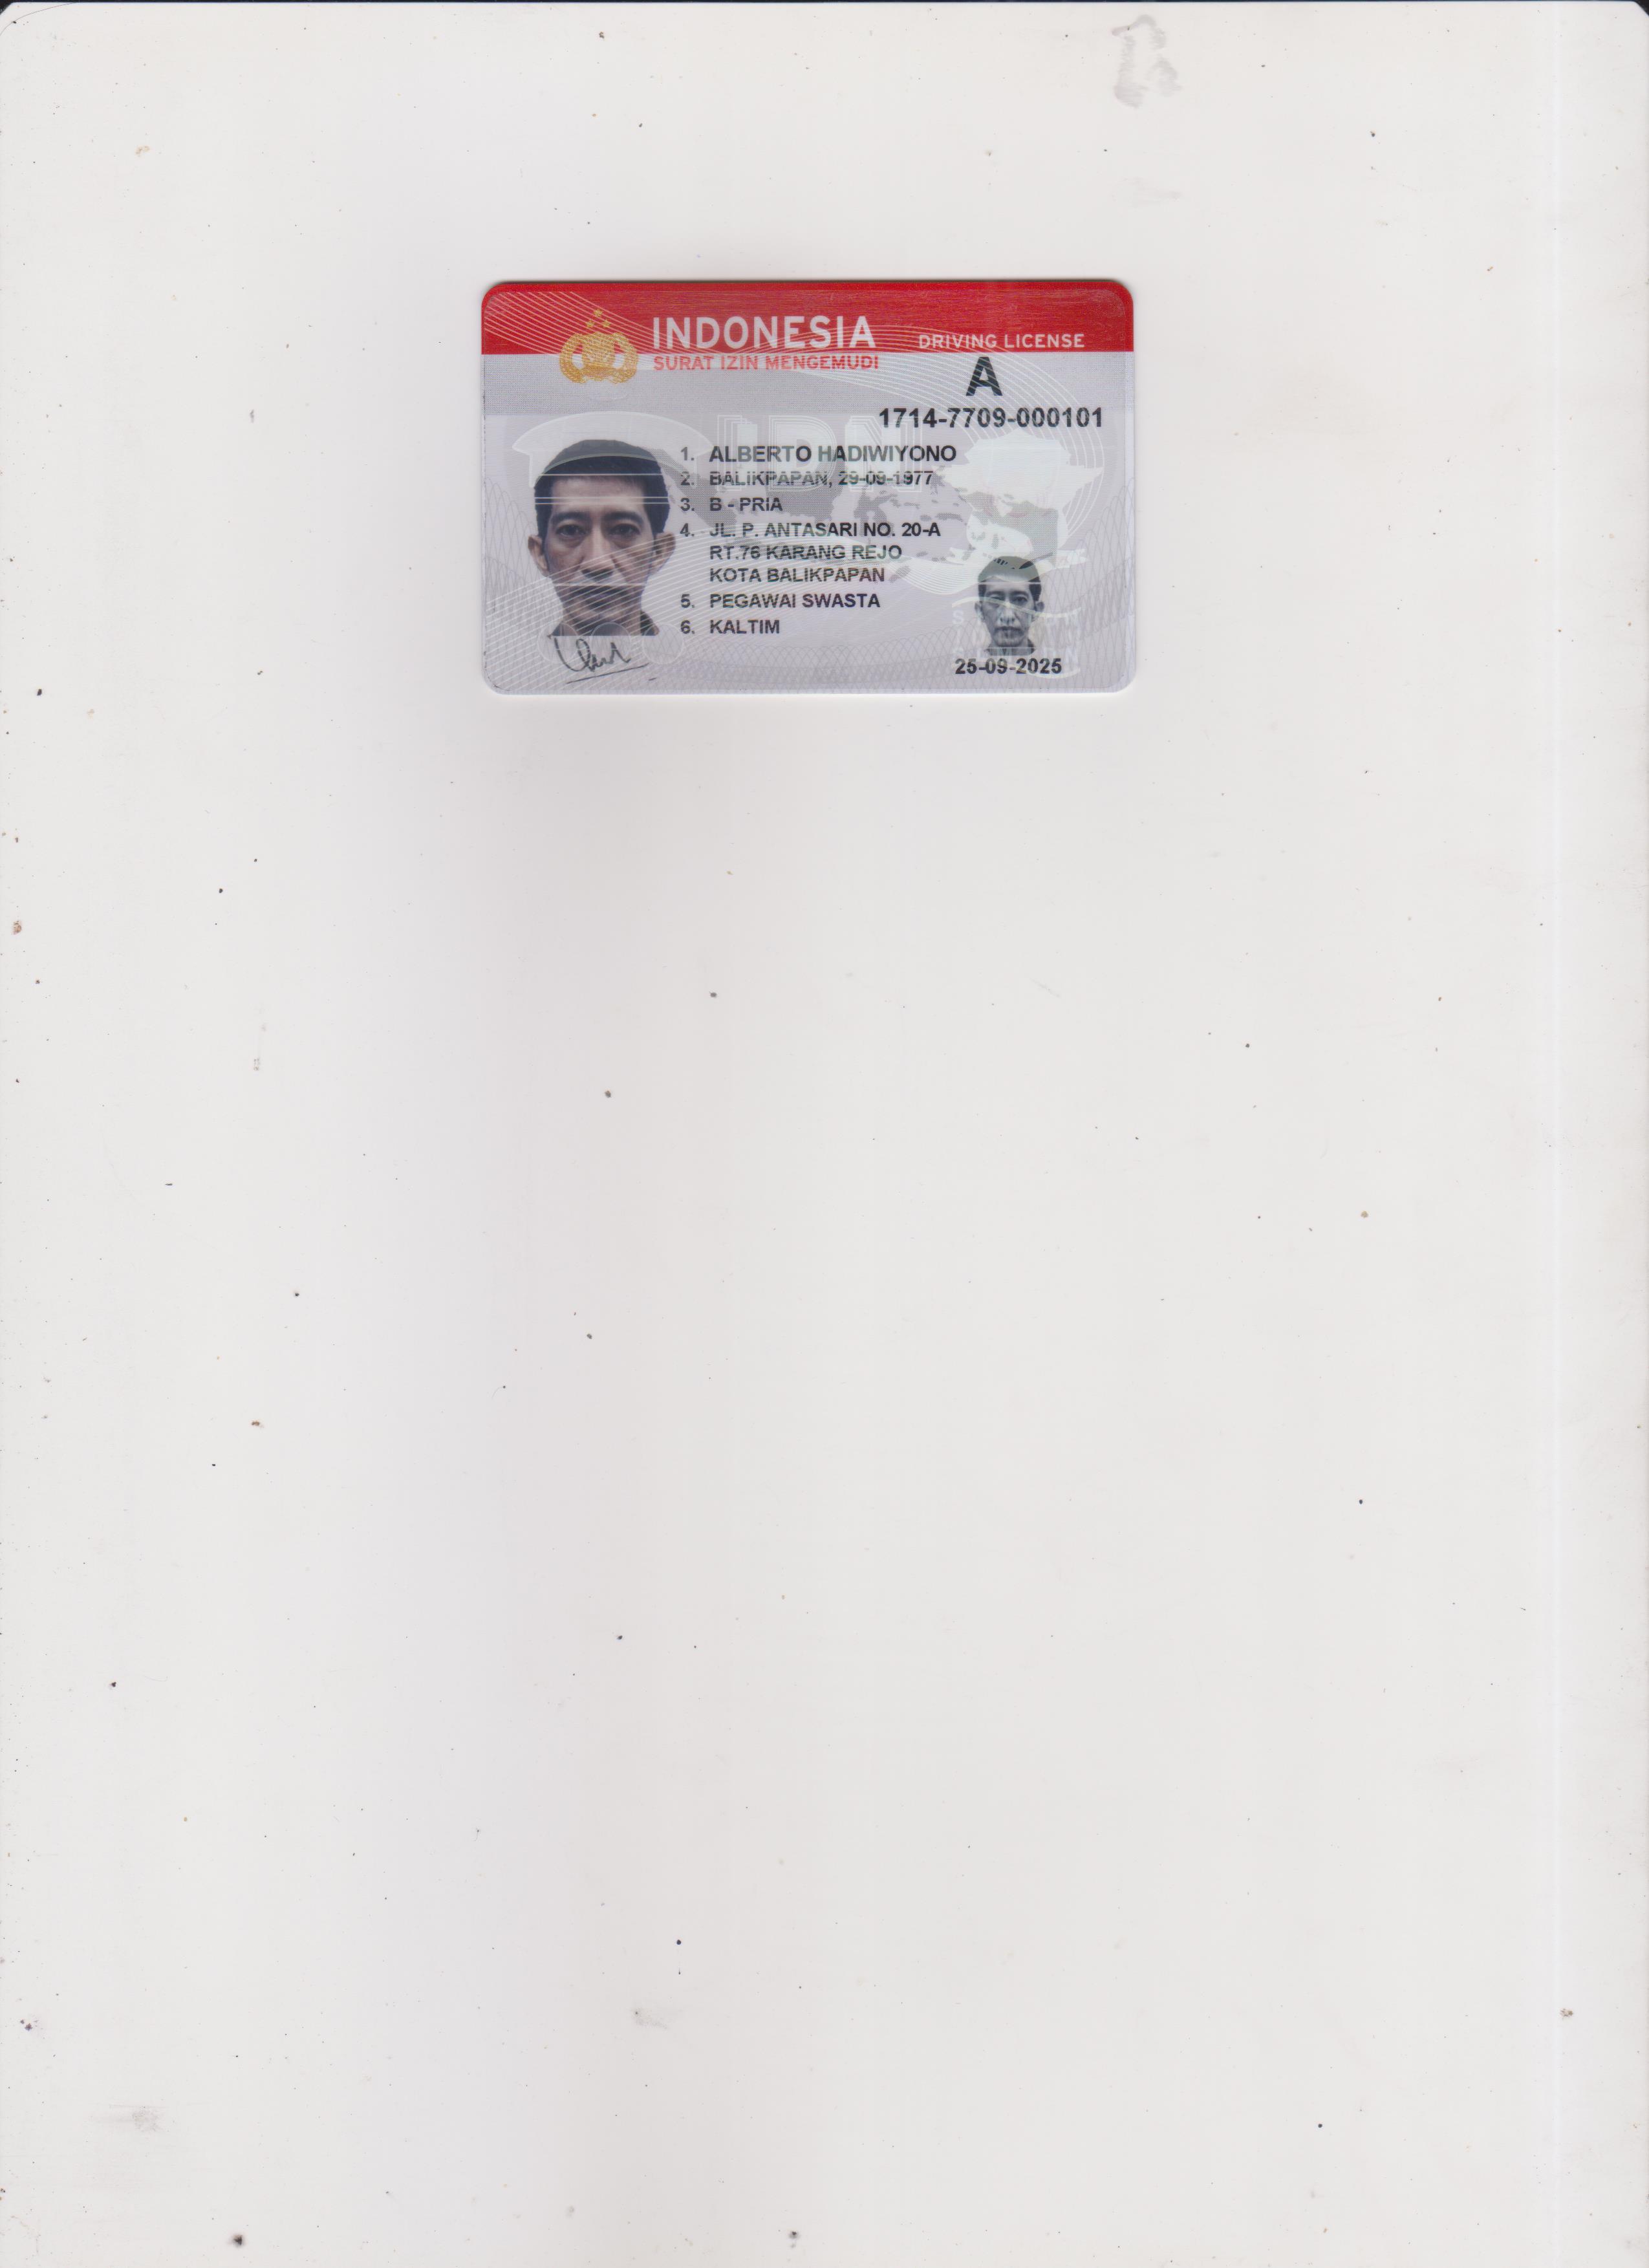 INDONESIA
SURAT IZIN MENGEMUDI
DRIVING LICENSE
A
1714-7709-000101
1. ALBERTO HADIWIYONO
2. BALIKPAPAN, 29-09-1977
3. B - PRIA
4. JL. P. ANTASARI NO. 20-A
RT.76 KARANG REJO
KOTA BALIKPAPAN
5. PEGAWAI SWASTA
6. KALTIM
25-09-2025
IDN